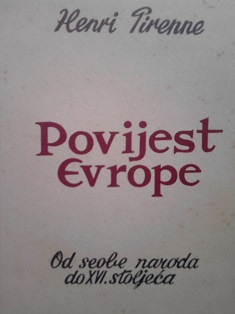 Henri Pirenne
Povijest
Evrope
Od seobe naroda
do XVI. stoljeća